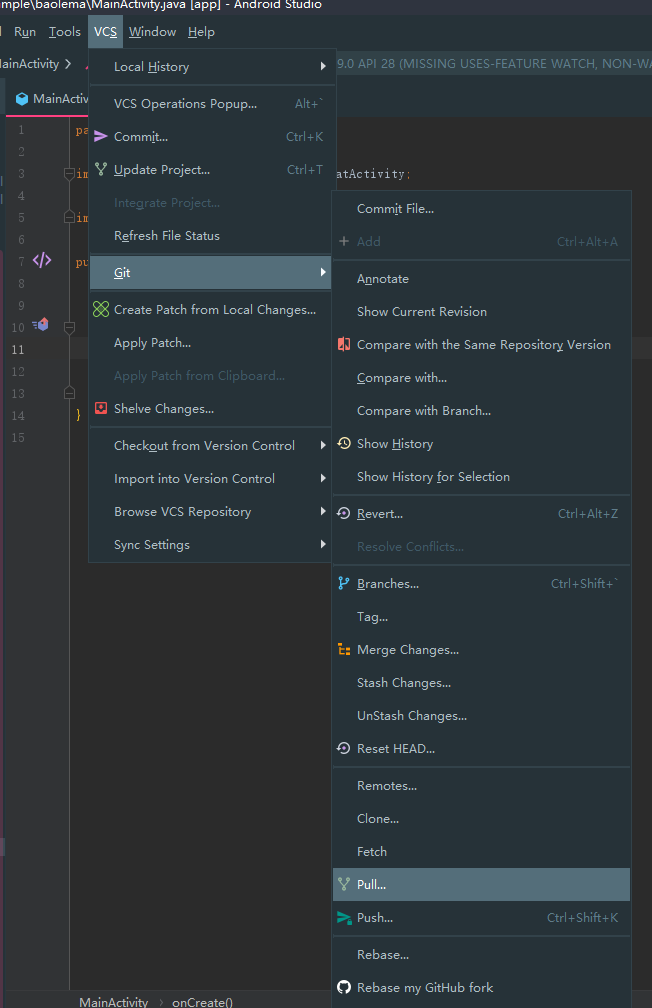 mple\baolema\MainActivity.java [app] - Android Studio
Run Tools VCS Window Help
ainActivity
9.0 API 28 (MISSING USES-FEATURE WATCH, NON-WA
MainActiv
Local History
VCS Operations Popup... Alt+`
Commit... Ctrl+K
Update Project... Ctrl+T
Integrate Project...
Refresh File Status
Git
Create Patch from Local Changes...
Apply Patch...
Apply Patch from Clipboard...
Shelve Changes...
Checkout from Version Control
Import into Version Control
Browse VCS Repository
Sync Settings
1 pa
2
3 im atActivity;
4
5 im
6
7 pu
8
9
10
11
12
13
14 }
15
Commit File...
+ Add Ctrl+Alt+A
Annotate
Show Current Revision
Compare with the Same Repository Version
Compare with...
Compare with Branch...
Show History
Show History for Selection
Revert... Ctrl+Alt+Z
Resolve Conflicts...
Branches... Ctrl+Shift+`
Tag...
Merge Changes...
Stash Changes...
UnStash Changes...
Reset HEAD...
Remotes...
Clone...
Fetch
Pull...
Push... Ctrl+Shift+K
Rebase...
Rebase my GitHub fork
MainActivity › onCreate()